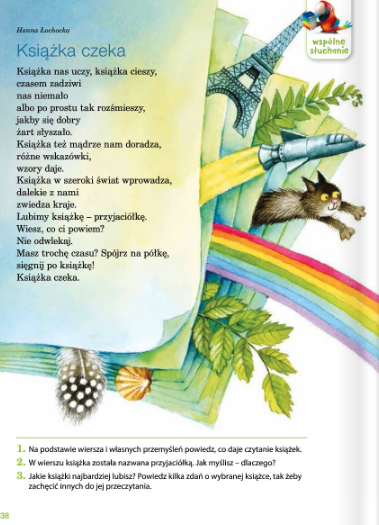 Hanna Łochocka
Książka czeka
wspólne
słuchanie
Książka nas uczy, książka cieszy,
czasem zadziwi
nas niemało
albo po prostu tak rozśmieszy,
jakby się dobry
żart słyszało.
Książka też mądrze nam doradza,
różne wskazówki,
wzory daje.
Książka w szeroki świat wprowadza,
dalekie z nami
zwiedza kraje.
Lubimy książkę – przyjaciółkę.
Wiesz, co ci powiem?
Nie odwlekaj.
Masz trochę czasu? Spójrz na półkę,
sięgnij po książkę!
Książka czeka.
1. Na podstawie wiersza i własnych przemyśleń powiedz, co daje czytanie książek.
2. W wierszu książka została nazwana przyjaciółką. Jak myślisz – dlaczego?
3. Jakie książki najbardziej lubisz? Powiedz kilka zdań o wybranej książce, tak żeby
zachęcić innych do jej przeczytania.
38